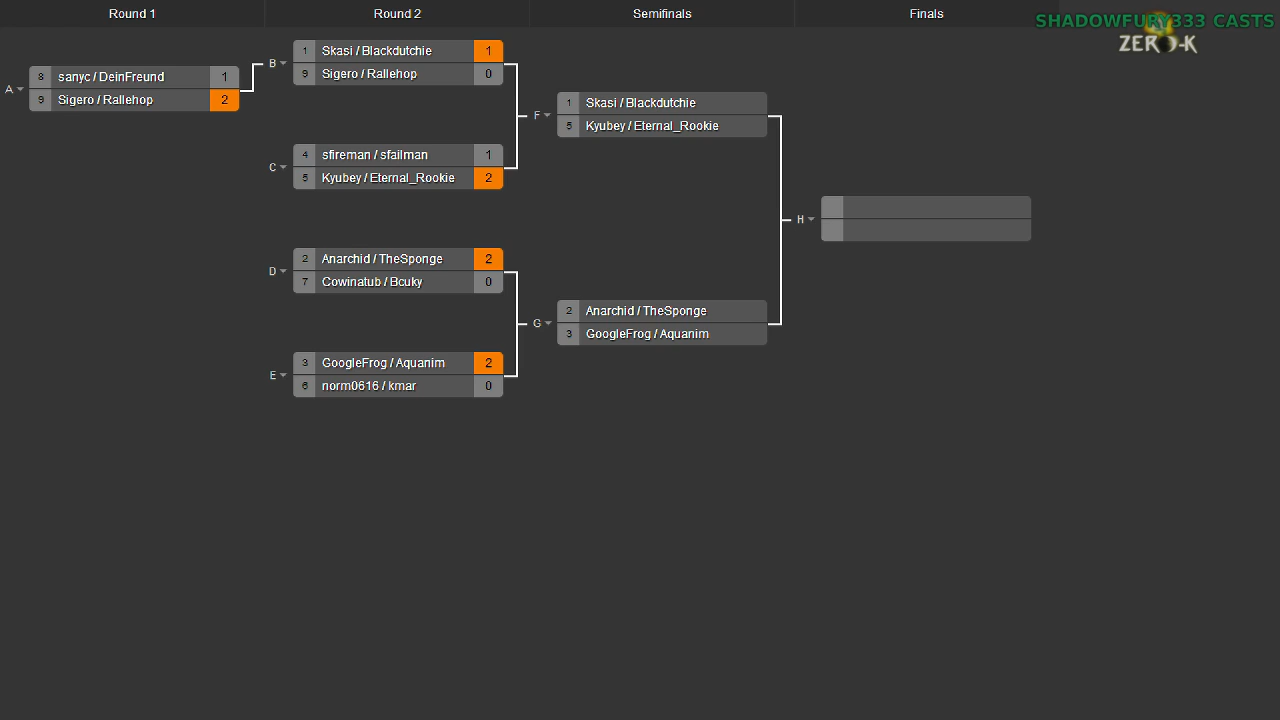 Round 1
Round 2
Semifinals
Finals
SHADOWFURY333 CASTS
ZERO-K
A
8 sanyc / DeinFreund 1
9 Sigero / Rallehop 2
B
1 Skasi / Blackdutchie 1
9 Sigero / Rallehop 0
C
4 sfireman / sfailman 1
5 Kyubey / Eternal_Rookie 2
D
2 Anarchid / TheSponge 2
7 Cowinatub / Bcuky 0
E
3 GoogleFrog / Aquanim 2
6 norm0616 / kmar 0
F
1 Skasi / Blackdutchie
5 Kyubey / Eternal_Rookie
G
2 Anarchid / TheSponge
3 GoogleFrog / Aquanim
H